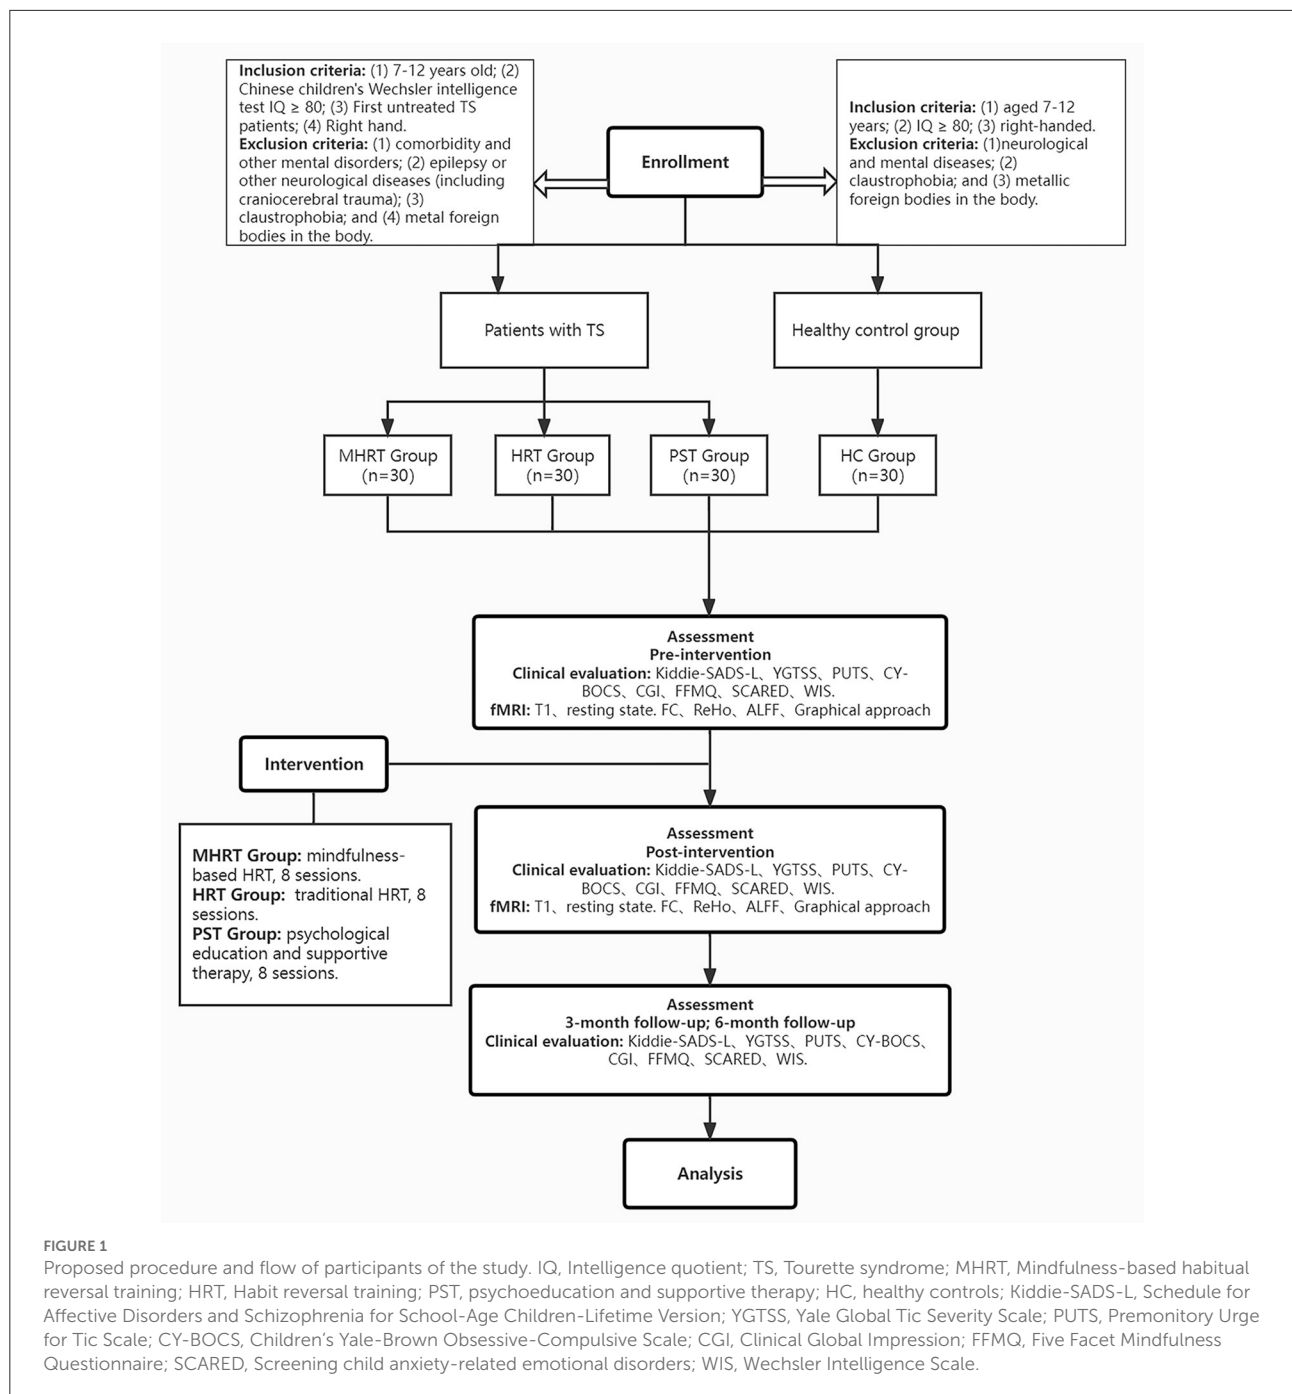 Inclusion criteria: (1) 7-12 years old; (2)
Chinese children's Wechsler intelligence
test IQ ≥ 80; (3) First untreated TS
patients; (4) Right hand.
Exclusion criteria: (1) comorbidity and
other mental disorders; (2) epilepsy or
other neurological diseases (including
craniocerebral trauma); (3)
claustrophobia; and (4) metal foreign
bodies in the body.
Enrollment
Inclusion criteria: (1) aged 7-12
years; (2) IQ ≥ 80; (3) right-handed.
Exclusion criteria: (1)neurological
and mental diseases; (2)
claustrophobia; and (3) metallic
foreign bodies in the body.
Patients with TS
Healthy control group
MHRT Group
(n=30)
HRT Group
(n=30)
PST Group
(n=30)
HC Group
(n=30)
Assessment
Pre-intervention
Clinical evaluation: Kiddie-SADS-L、YGTSS、PUTS、CY-
BOCS、CGI、FFMQ、SCARED、WIS.
fMRI: T1、resting state. FC、ReHo、ALFF、Graphical approach
Intervention
MHRT Group: mindfulness-
based HRT, 8 sessions.
HRT Group: traditional HRT, 8
sessions.
PST Group: psychological
education and supportive
therapy, 8 sessions.
Assessment
Post-intervention
Clinical evaluation: Kiddie-SADS-L、YGTSS、PUTS、CY-
BOCS、CGI、FFMQ、SCARED、WIS.
fMRI: T1、resting state. FC、ReHo、ALFF、Graphical approach
Assessment
3-month follow-up; 6-month follow-up
Clinical evaluation: Kiddie-SADS-L、YGTSS、PUTS、CY-BOCS、
CGI、FFMQ、SCARED、WIS.
Analysis
FIGURE 1
Proposed procedure and flow of participants of the study. IQ, Intelligence quotient; TS, Tourette syndrome; MHRT, Mindfulness-based habitual
reversal training; HRT, Habit reversal training; PST, psychoeducation and supportive therapy; HC, healthy controls; Kiddie-SADS-L, Schedule for
Affective Disorders and Schizophrenia for School-Age Children-Lifetime Version; YGTSS, Yale Global Tic Severity Scale; PUTS, Premonitory Urge
for Tic Scale; CY-BOCS, Children's Yale-Brown Obsessive-Compulsive Scale; CGI, Clinical Global Impression; FFMQ, Five Facet Mindfulness
Questionnaire; SCARED, Screening child anxiety-related emotional disorders; WIS, Wechsler Intelligence Scale.